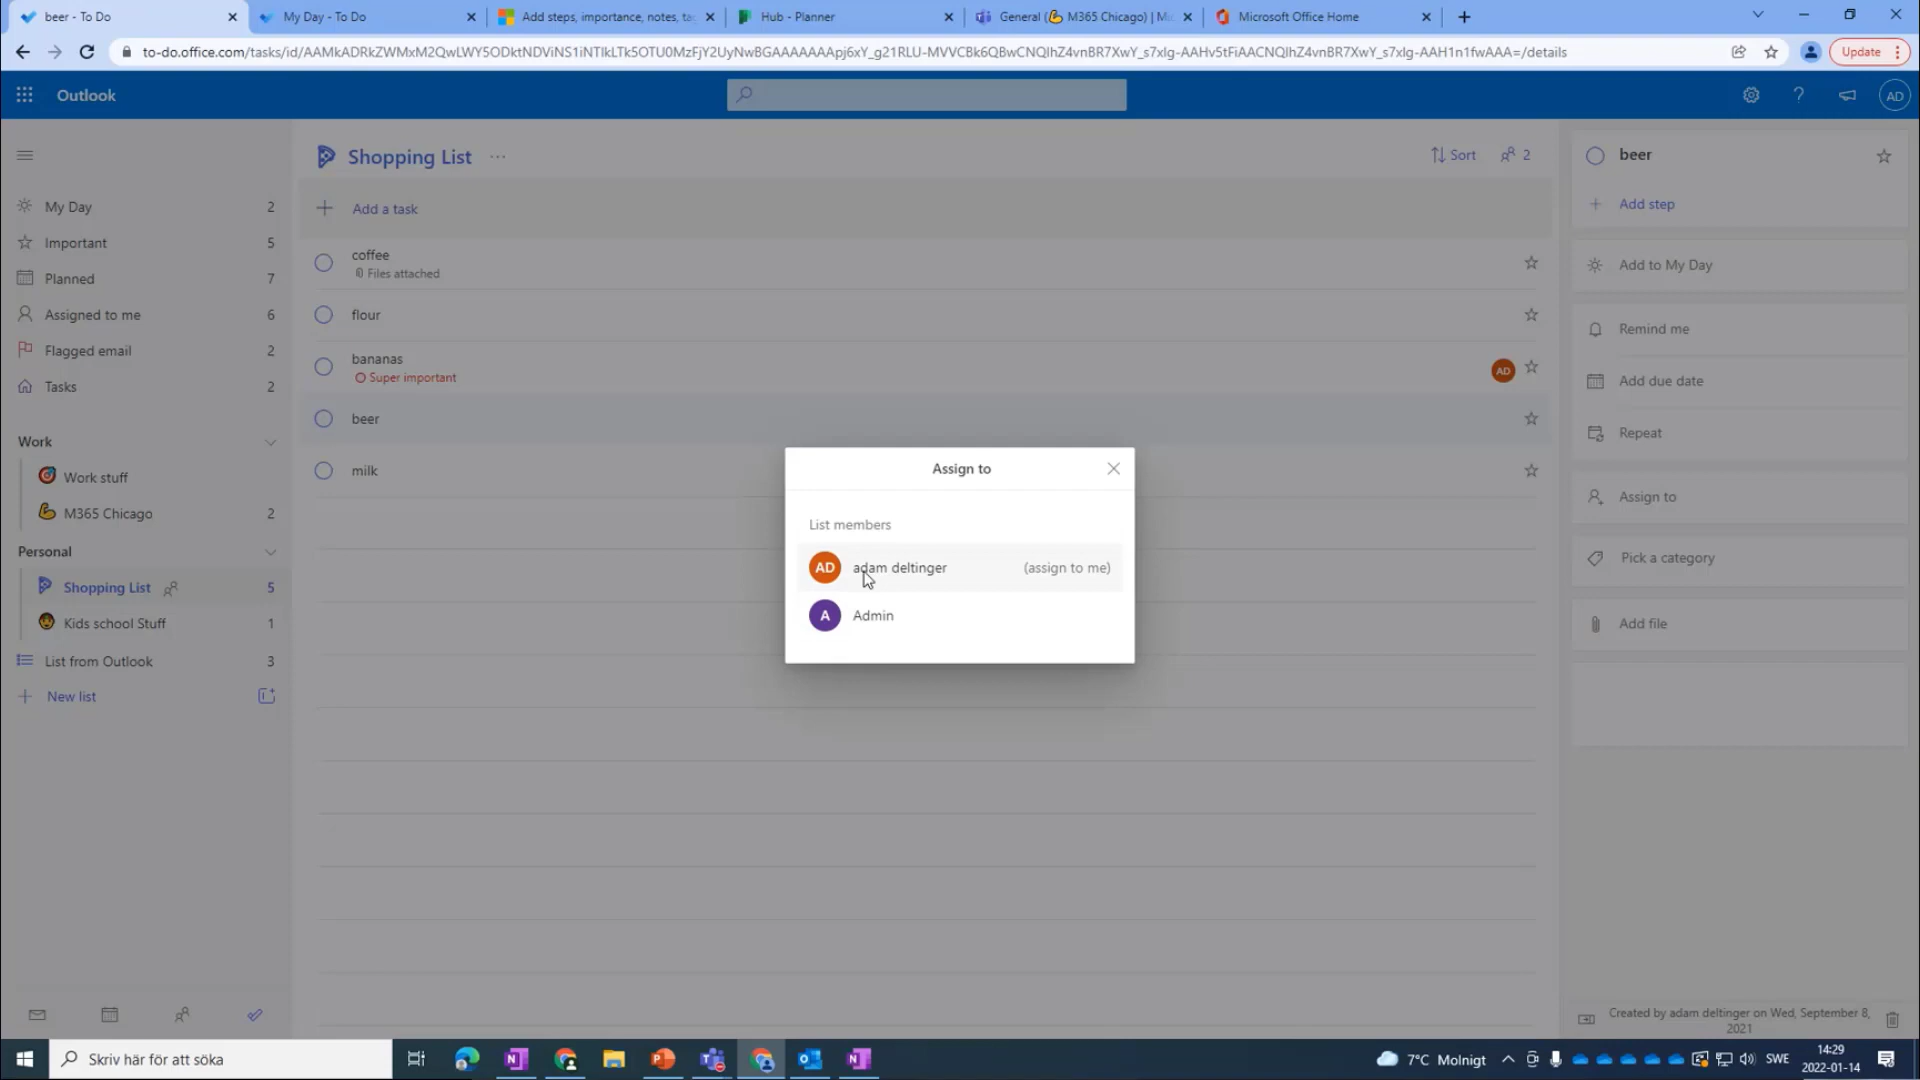 beer - To Do
My Day - To Do
Add steps, importance, notes, ta
Hub - Planner
General (💪 M365 Chicago) | Mi
Microsoft Office Home
to-do.office.com/tasks/id/AAMkADRkZWMxM2QwLWY5ODktNDViNS1iNTlkLTk5OTU0MzFjY2UyNwBGAAAAAAApj6xY_g21RLU-MVVCBk6QBwCNQlhZ4vnBR7XwY_s7xIg-AAHv5tFiAACNQlhZ4vnBR7XwY_s7xIg-AAH1n1fwAAA=/details
Update
Outlook
AD
My Day 2
Important 5
Planned 7
Assigned to me 6
Flagged email 2
Tasks 2
Work
Work stuff
M365 Chicago 2
Personal
Shopping List 5
Kids school Stuff 1
List from Outlook 3
New list
Shopping List ...
Sort
2
Add a task
coffee
Files attached
flour
bananas
Super important
AD
beer
milk
Assign to
List members
AD adam deltinger (assign to me)
A Admin
beer
Add step
Add to My Day
Remind me
Add due date
Repeat
Assign to
Pick a category
Add file
Created by adam deltinger on Wed, September 8,
2021
Skriv här för att söka
7°C Molnigt
SWE
14:29
2022-01-14